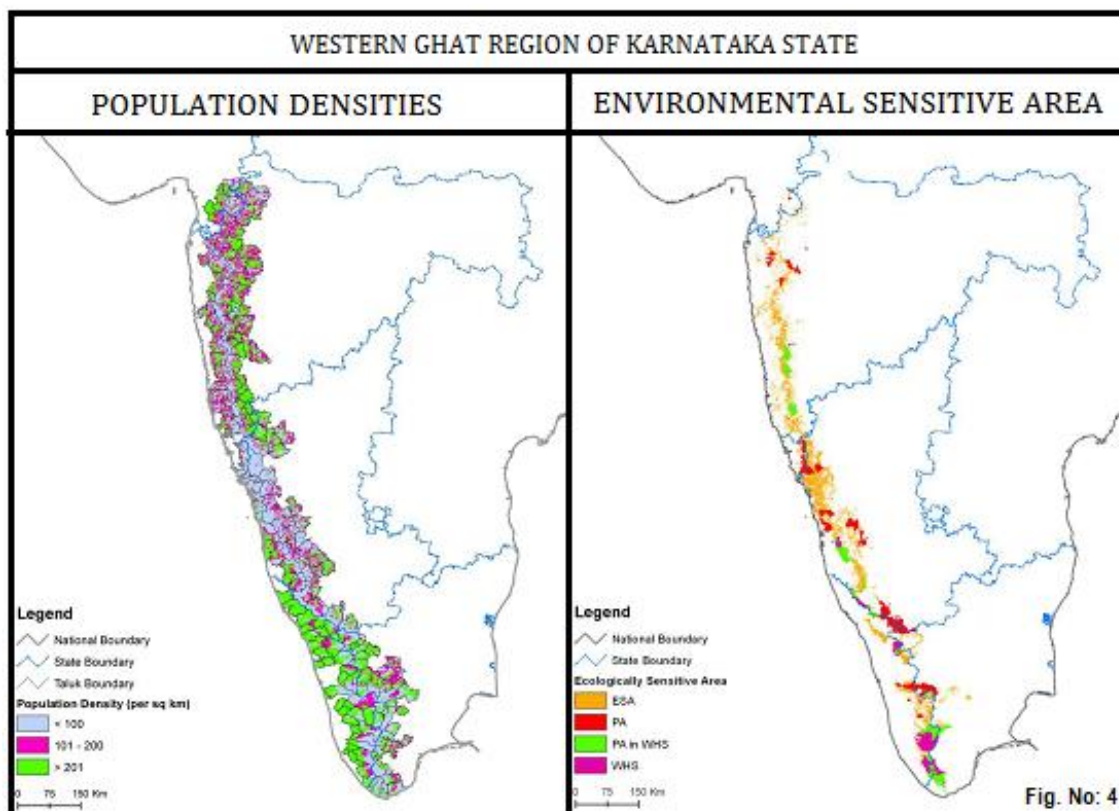 WESTERN GHAT REGION OF KARNATAKA STATE
POPULATION DENSITIES
ENVIRONMENTAL SENSITIVE AREA
Legend
National Boundary
State Boundary
Taluk Boundary
Population Density (per sq km)
< 100
101 - 200
> 201
0 75 150 Km
Legend
National Boundary
State Boundary
Ecologically Sensitive Area
ESA
PA
PA in WHS
WHS
0 75 150 Km
Fig. No: 4